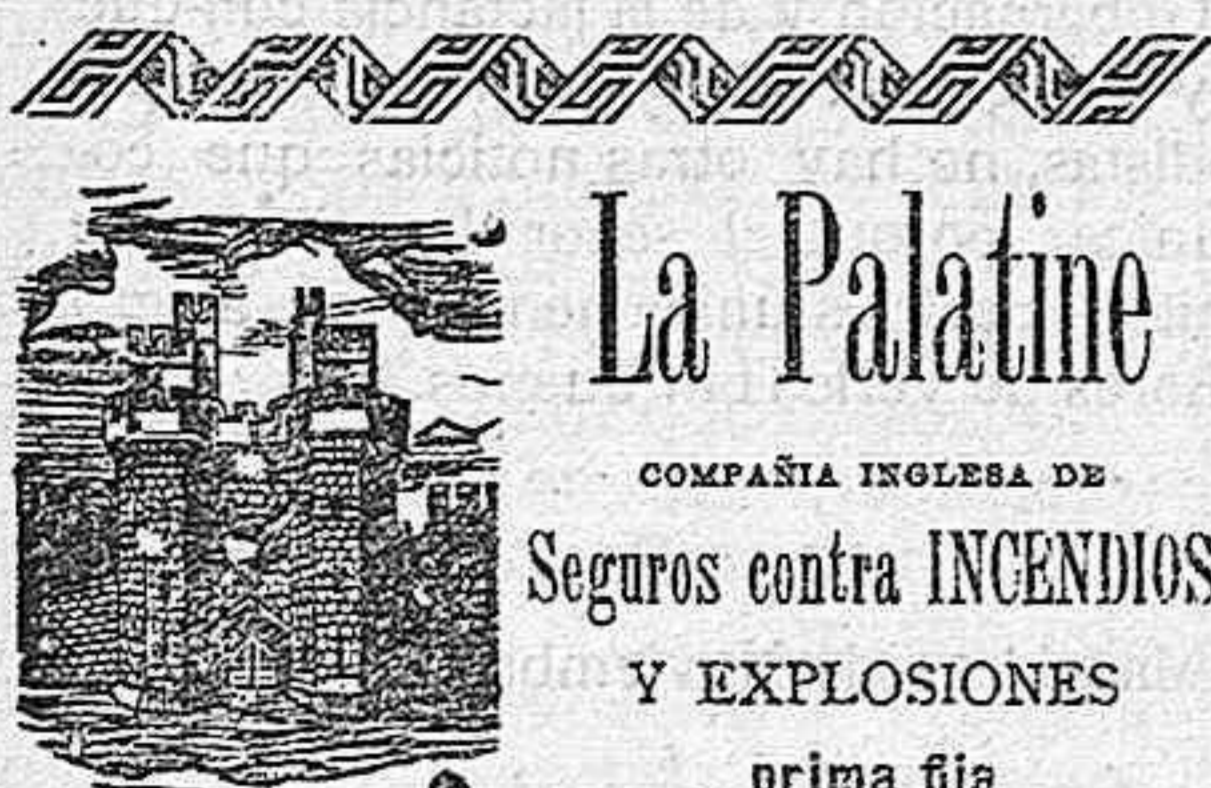 La Palatine
COMPAÑIA INGLESA DE
Seguros contra INCENDIOS
Y EXPLOSIONES
prima fija